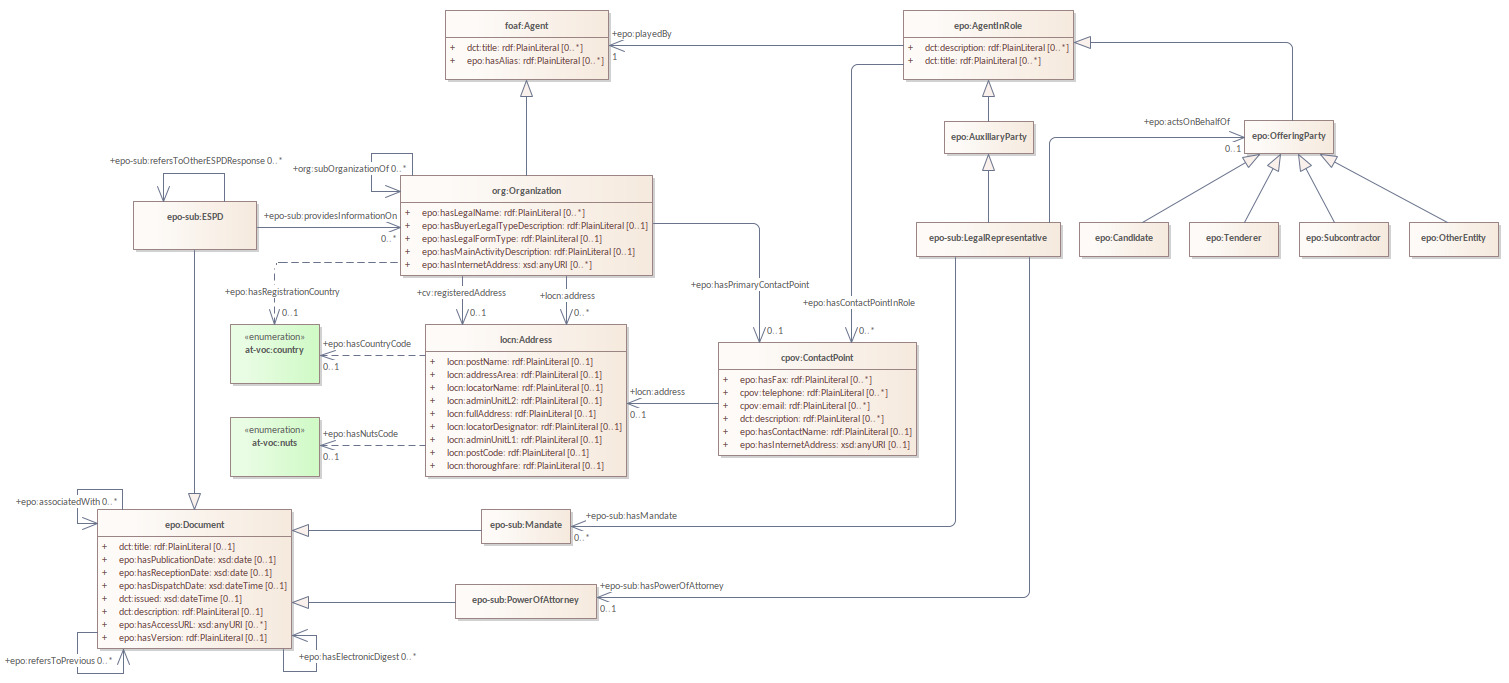 foaf:Agent
+ dct:title: rdf:PlainLiteral [0..*]
+ epo:hasAlias: rdf:PlainLiteral [0..*]
+epo:playedBy
1
epo:AgentInRole
+ dct:description: rdf:PlainLiteral [0..*]
+ dct:title: rdf:PlainLiteral [0..*]
epo:AuxiliaryParty
+epo:actsOnBehalfOf
0..1
epo:OfferingParty
+epo-sub:refersToOtherESPDResponse 0..*
+org:subOrganizationOf 0..*
epo-sub:ESPD
+epo-sub:providesInformationOn
0..*
org:Organization
+ epo:hasLegalName: rdf:PlainLiteral [0..*]
+ epo:hasBuyerLegalTypeDescription: rdf:PlainLiteral [0..1]
+ epo:hasLegalFormType: rdf:PlainLiteral [0..1]
+ epo:hasMainActivityDescription: rdf:PlainLiteral [0..1]
+ epo:hasInternetAddress: xsd:anyURI [0..*]
epo-sub:LegalRepresentative
epo:Candidate
epo:Tenderer
epo:Subcontractor
epo:OtherEntity
+epo:hasRegistrationCountry
0..1
+cv:registeredAddress
0..1
+locn:address
0..*
+epo:hasPrimaryContactPoint
0..1
+epo:hasContactPointInRole
0..*
«enumeration»
at-voc:country
+epo:hasCountryCode
0..1
«enumeration»
at-voc:nuts
+epo:hasNutsCode
0..1
locn:Address
+ locn:postName: rdf:PlainLiteral [0..1]
+ locn:addressArea: rdf:PlainLiteral [0..1]
+ locn:locatorName: rdf:PlainLiteral [0..1]
+ locn:adminUnitL2: rdf:PlainLiteral [0..1]
+ locn:fullAddress: rdf:PlainLiteral [0..1]
+ locn:locatorDesignator: rdf:PlainLiteral [0..1]
+ locn:adminUnitL1: rdf:PlainLiteral [0..1]
+ locn:postCode: rdf:PlainLiteral [0..1]
+ locn:thoroughfare: rdf:PlainLiteral [0..1]
+locn:address
0..1
cpov:ContactPoint
+ epo:hasFax: rdf:PlainLiteral [0..*]
+ cpov:telephone: rdf:PlainLiteral [0..*]
+ cpov:email: rdf:PlainLiteral [0..*]
+ dct:description: rdf:PlainLiteral [0..*]
+ epo:hasContactName: rdf:PlainLiteral [0..1]
+ epo:hasInternetAddress: xsd:anyURI [0..1]
+epo:associatedWith 0..*
epo:Document
+ dct:title: rdf:PlainLiteral [0..1]
+ epo:hasPublicationDate: xsd:date [0..1]
+ epo:hasReceptionDate: xsd:date [0..1]
+ epo:hasDispatchDate: xsd:dateTime [0..1]
+ dct:issued: xsd:dateTime [0..1]
+ dct:description: rdf:PlainLiteral [0..1]
+ epo:hasAccessURL: xsd:anyURI [0..*]
+ epo:hasVersion: rdf:PlainLiteral [0..1]
+epo:refersToPrevious 0..*
+epo:hasElectronicDigest 0..*
epo-sub:Mandate
+epo-sub:hasMandate
0..*
epo-sub:PowerOfAttorney
+epo-sub:hasPowerOfAttorney
0..1